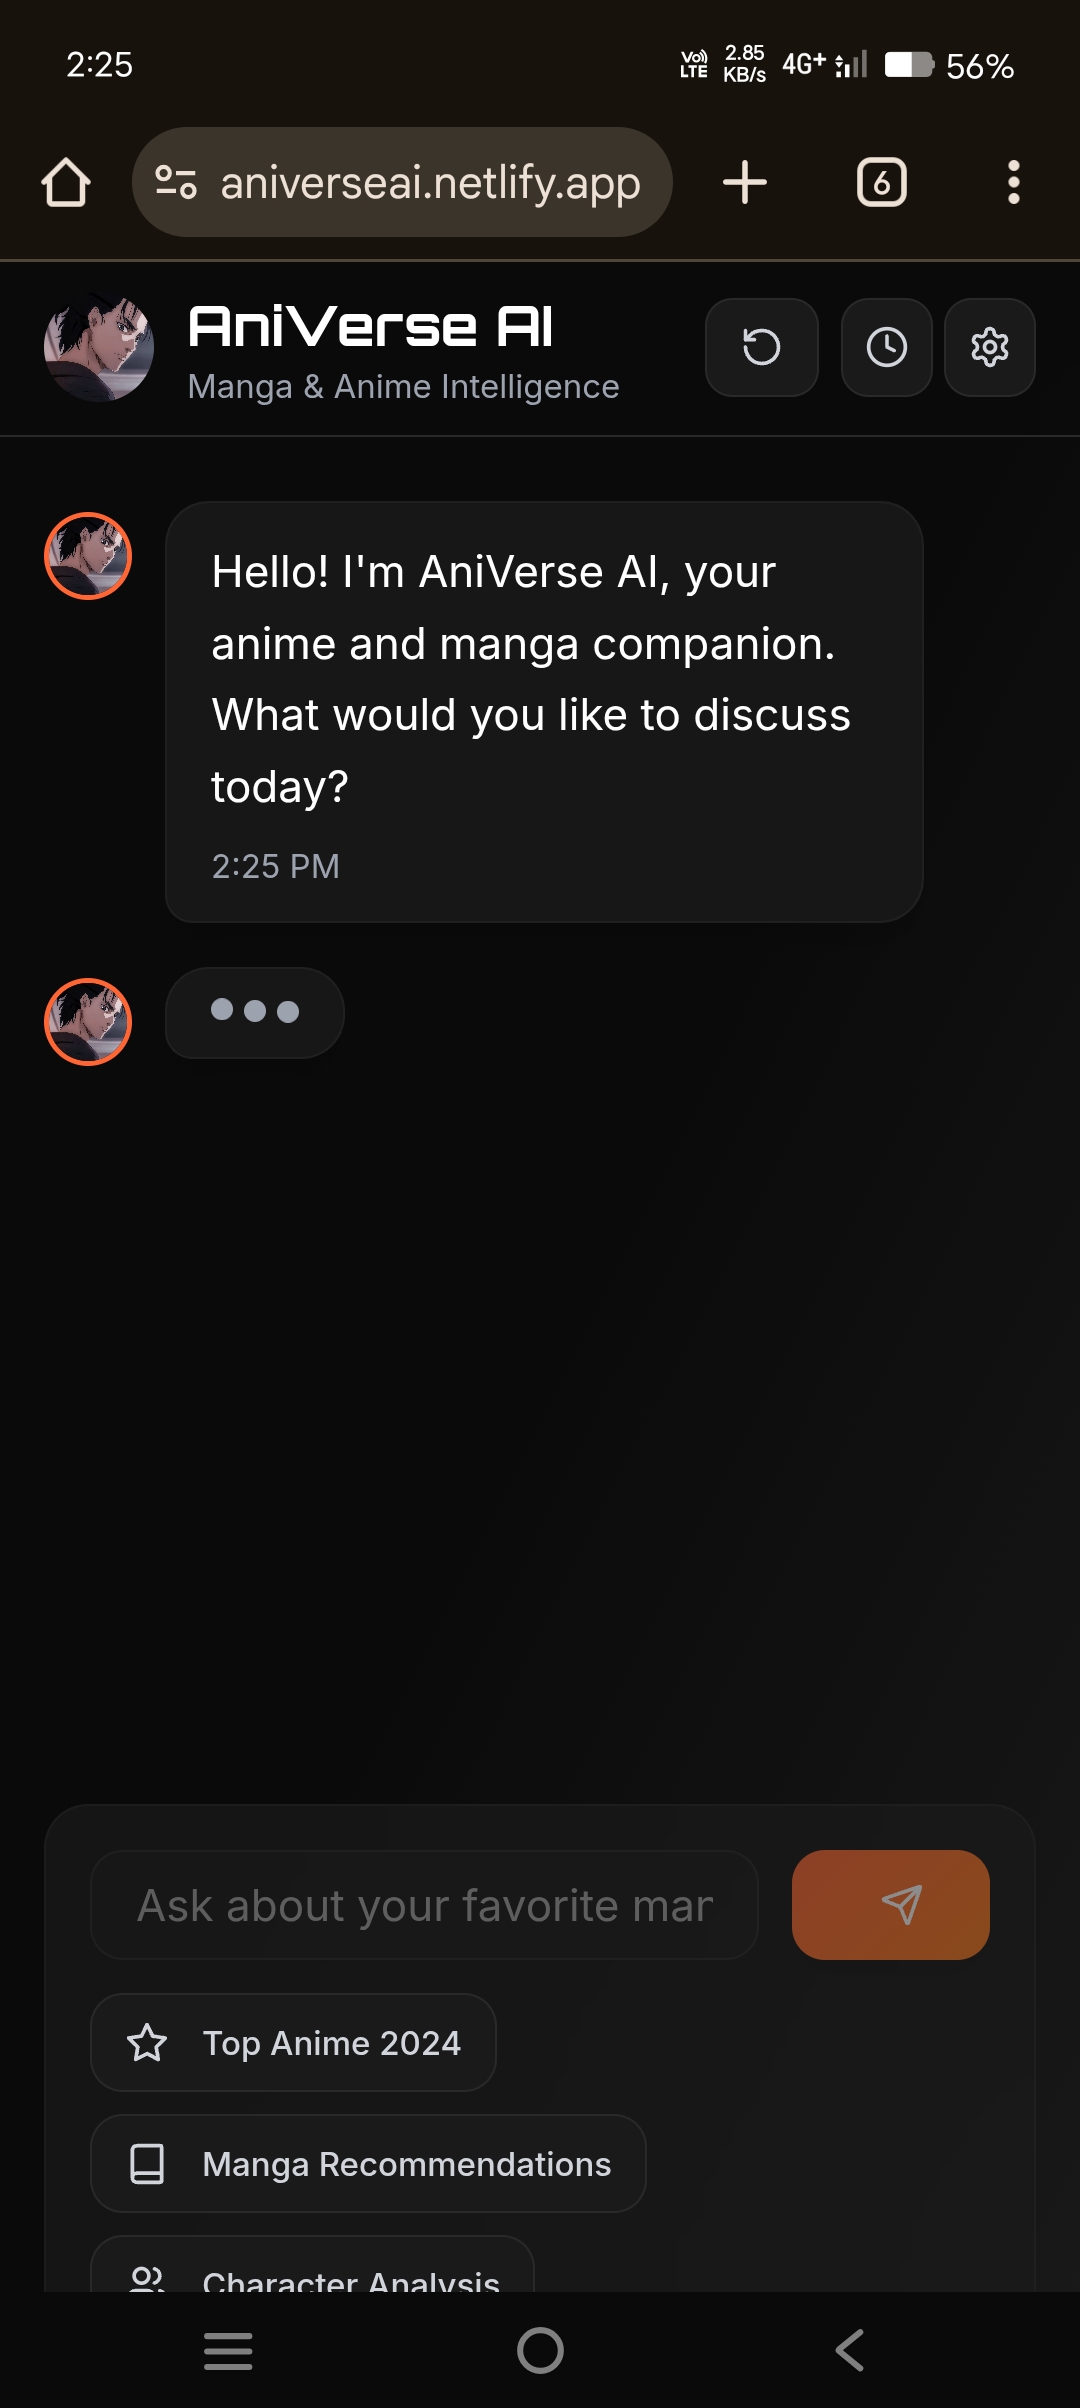 2:25
Vo) LTE 2.85 KB/s 4G+ 56%
aniverseai.netlify.app
6
AniVerse AI
Manga & Anime Intelligence
Hello! I'm AniVerse AI, your
anime and manga companion.
What would you like to discuss
today?
2:25 PM
Ask about your favorite mar
Top Anime 2024
Manga Recommendations
Character Analysis